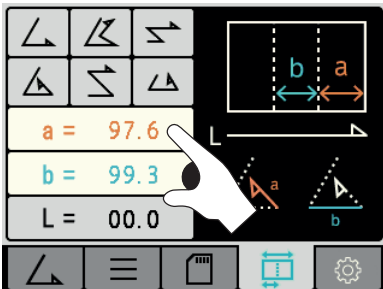 b a
a = 97.6
L
b = 99.3
a
L = 00.0
b